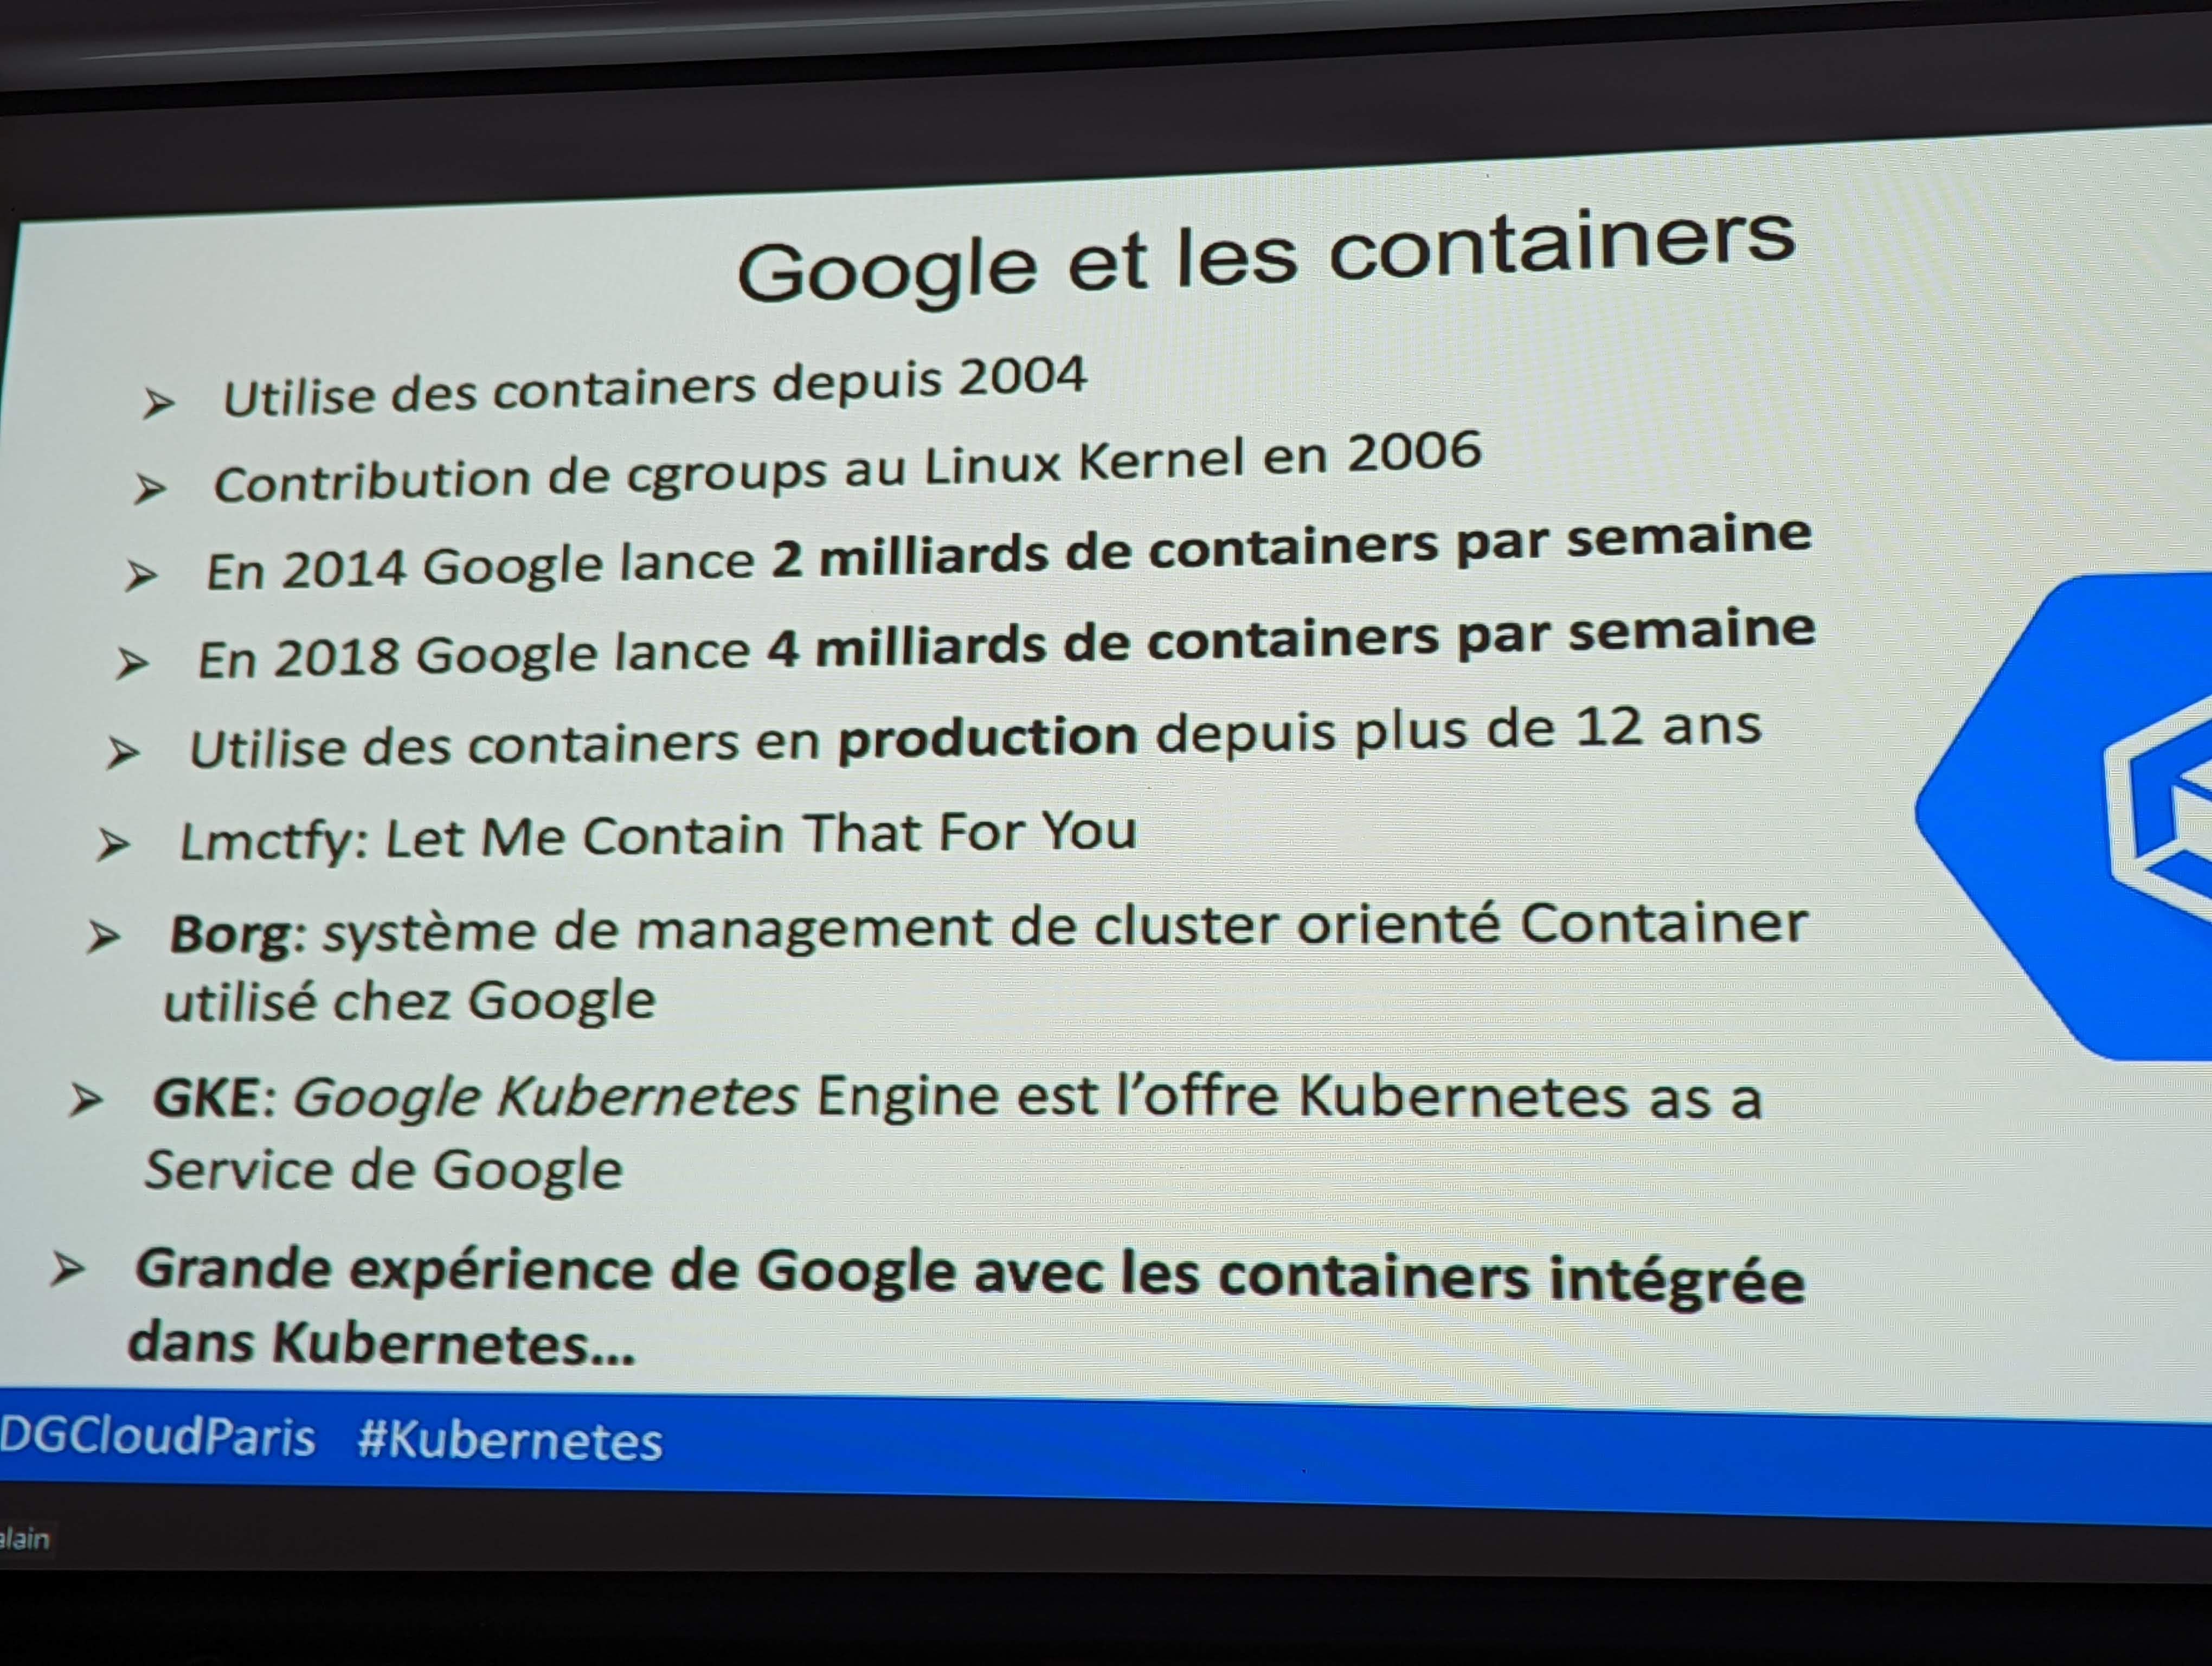 Google et les containers
➢ Utilise des containers depuis 2004
➢ Contribution de cgroups au Linux Kernel en 2006
➢ En 2014 Google lance 2 milliards de containers par semaine
➢ En 2018 Google lance 4 milliards de containers par semaine
➢ Utilise des containers en production depuis plus de 12 ans
➢ Lmctfy: Let Me Contain That For You
➢ Borg: système de management de cluster orienté Container
utilisé chez Google
➢ GKE: Google Kubernetes Engine est l’offre Kubernetes as a
Service de Google
➢ Grande expérience de Google avec les containers intégrée
dans Kubernetes...
DGCloudParis #Kubernetes
alain